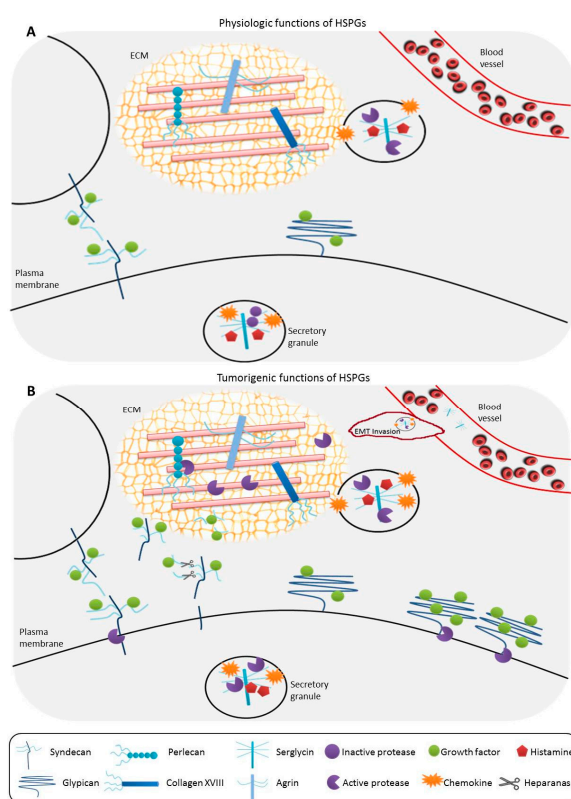 Physiologic functions of HSPGs
A
ECM
Blood
vessel
Plasma
membrane
Secretory
granule
Tumorigenic functions of HSPGs
B
ECM
Blood
vessel
EMT Invasion
Plasma
membrane
Secretory
granule
Syndecan Perlecan Serglycin Inactive protease Growth factor Histamine
Glypican Collagen XVIII Agrin Active protease Chemokine Heparanas